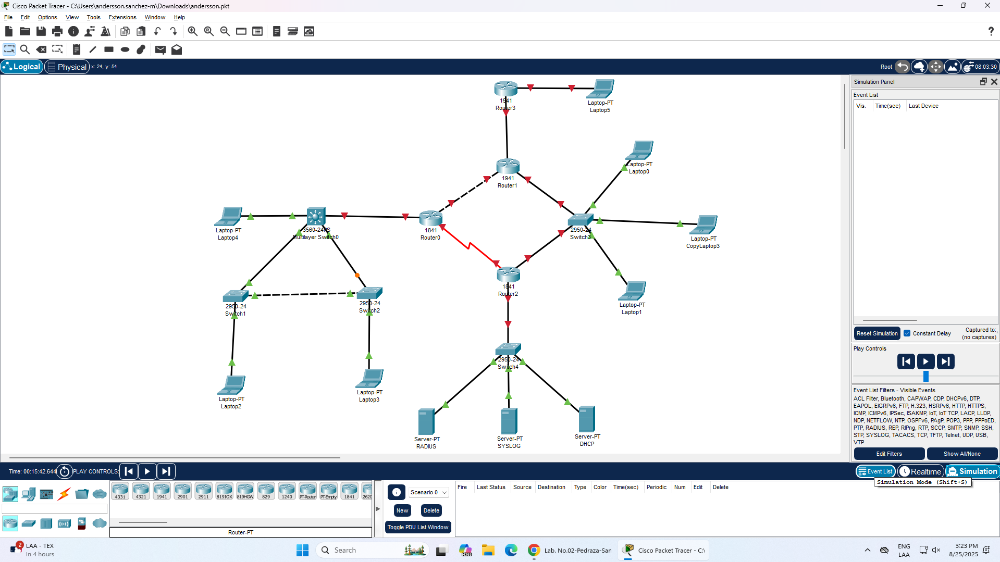 Cisco Packet Tracer - C:\Users\andersson.sanchez-m\Downloads\andersson.pkt
File Edit Options View Tools Extensions Window Help
Logical Physical x: 24, y: 54 Root 08:03:30
1941
Router3
Laptop-PT
Laptop5
1941
Router1
Laptop-PT
Laptop0
Laptop-PT
Laptop4
3560-24PS
Multilayer Switch0
1841
Router0
2950-24
Switch3
Laptop-PT
CopyLaptop3
1841
Router2
Laptop-PT
Laptop1
2950-24
Switch1
2950-24
Switch2
2950-24
Switch4
Laptop-PT
Laptop2
Laptop-PT
Laptop3
Server-PT
RADIUS
Server-PT
SYSLOG
Server-PT
DHCP
Simulation Panel
Event List
Vis. Time(sec) Last Device
Reset Simulation Constant Delay Captured to:
(no captures)
Play Controls
Event List Filters - Visible Events
ACL Filter, Bluetooth, CAPWAP, CDP, DHCPv6, DTP,
EAPOL, EIGRPv6, FTP, H.323, HSRPv6, HTTP, HTTPS,
ICMP, ICMPv6, IPSec, ISAKMP, IoT, IoT TCP, LACP, LLDP,
NDP, NETFLOW, NTP, OSPFv6, PAgP, POP3, PPP, PPPoED,
PTP, RADIUS, REP, RIPng, RTP, SCCP, SMTP, SNMP, SSH,
STP, SYSLOG, TACACS, TCP, TFTP, Telnet, UDP, USB,
VTP
Edit Filters Show All/None
Time: 00:15:42.644 PLAY CONTROLS: Event List Realtime Simulation
Simulation Mode (Shift+S)
4331 4321 1941 2901 2911 819IOX 819HGW 829 1240 PT-Router PT-Empty 1841 2620
Router-PT
Scenario 0
New Delete
Toggle PDU List Window
Fire Last Status Source Destination Type Color Time(sec) Periodic Num Edit Delete
2
LAA - TEX
In 4 hours
Search
M365
Lab. No.02-Pedraza-San
Cisco Packet Tracer - C:\
ENG
LAA
3:23 PM
8/25/2025